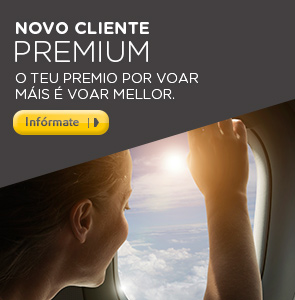 NOVO CLIENTE
PREMIUM
O TEU PREMIO POR VOAR
MÁIS É VOAR MELLOR.
Infórmate